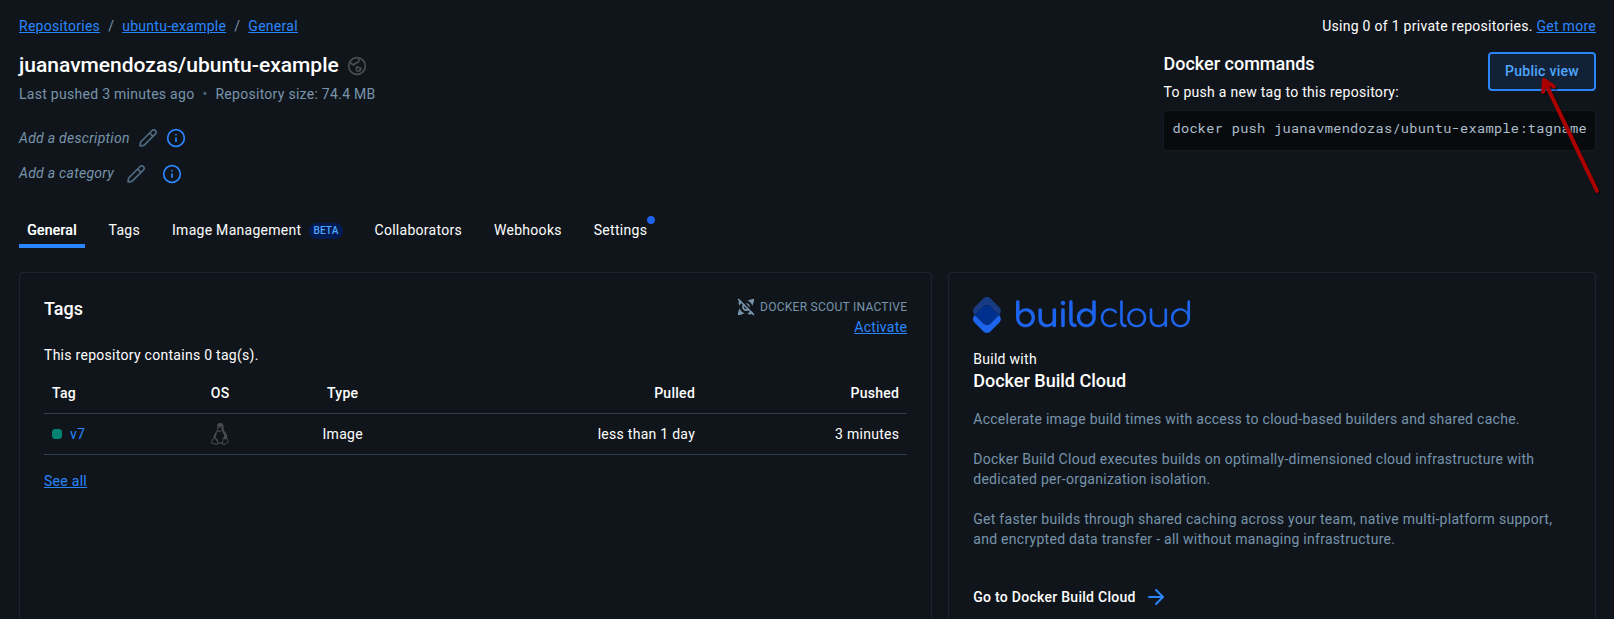 Repositories / ubuntu-example / General
Using 0 of 1 private repositories. Get more
juanavmendozas/ubuntu-example
Last pushed 3 minutes ago · Repository size: 74.4 MB
Add a description
Add a category
Docker commands
Public view
To push a new tag to this repository:
docker push juanavmendozas/ubuntu-example:tagname
General Tags Image Management BETA Collaborators Webhooks Settings
Tags
DOCKER SCOUT INACTIVE
Activate
This repository contains 0 tag(s).
Tag OS Type Pulled Pushed
v7 Image less than 1 day 3 minutes
See all
buildcloud
Build with
Docker Build Cloud
Accelerate image build times with access to cloud-based builders and shared cache.
Docker Build Cloud executes builds on optimally-dimensioned cloud infrastructure with
dedicated per-organization isolation.
Get faster builds through shared caching across your team, native multi-platform support,
and encrypted data transfer - all without managing infrastructure.
Go to Docker Build Cloud